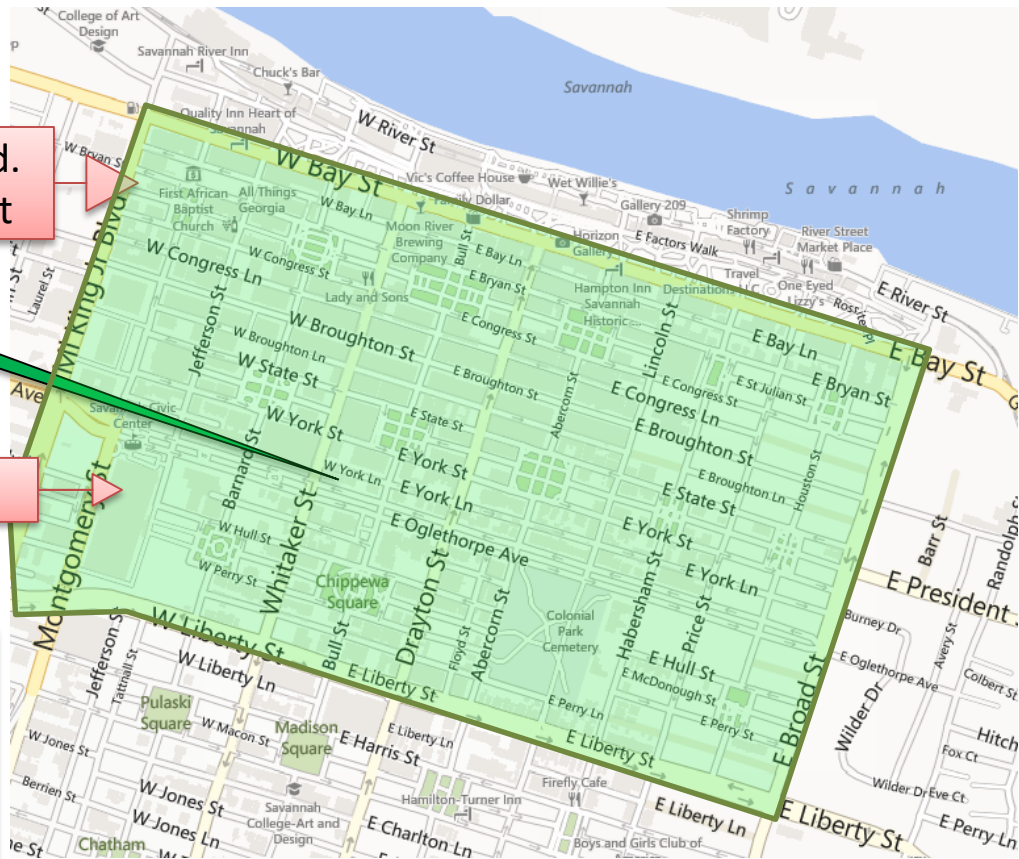 College of Art
Design
Savannah River Inn
Chuck's Bar
Savannah
Quality Inn Heart of
Savannah
W River St
W Bryan St
W Bay St
Vic's Coffee House
Wet Willie's
Savannah
d.
t
First African
Baptist
Church
All Things
Georgia
W Bay Ln
Family Dollar
Gallery 209
Shrimp
Factory
Moon River
Brewing
Company
Bull St
Horizon
Gallery
E Factors Walk
River Street
Market Place
W Congress Ln
W Congress St
E Bay Ln
E Bryan St
Hampton Inn
Savannah
Historic...
Travel
Destinations LLC
One Eyed
Lizzy's
E River St
Rossiter Pl
Laurel St
Ml King Jr Blvd
Jefferson St
Lady and Sons
W Broughton St
E Congress St
Lincoln St
E Bay Ln
E Bay St
W Broughton Ln
W State St
E Broughton St
Abercorn St
E Congress St
E Congress Ln
E St Julian St
E Bryan St
Ave
Savannah Civic
Center
W York St
E State St
E Broughton St
Barnard St
W York Ln
E York St
E York Ln
E Broughton Ln
Houston St
E State St
Montgomery St
W Hull St
Whitaker St
E Oglethorpe Ave
E York St
W Perry St
Chippewa
Square
Drayton St
E York Ln
Barr St
Randolph St
E President
Colonial
Park
Cemetery
Habersham St
Price St
Burney Dr
Avery St
W Liberty St
Bull St
Floyd St
Abercorn St
E Hull St
E McDonough St
E Oglethorpe Ave
Jefferson S
Tattnall St
W Liberty Ln
E Liberty St
E Perry Ln
E Perry St
E Broad St
Wilder Dr
Colbert St
Pulaski
Square
W Macon St
Madison
Square
E Harris St
E Liberty Ln
E Liberty St
Hitch
Fox Ct
W Jones St
Berrien St
W Jones St
W Jones Ln
Savannah
College-Art and
Design
Hamilton-Turner Inn
Firefly Cafe
Wilder Dr
Eve Ct
E Liberty Ln
E Liberty St
E Perry Ln
Chatham
E Charlton Ln
Boys and Girls Club of